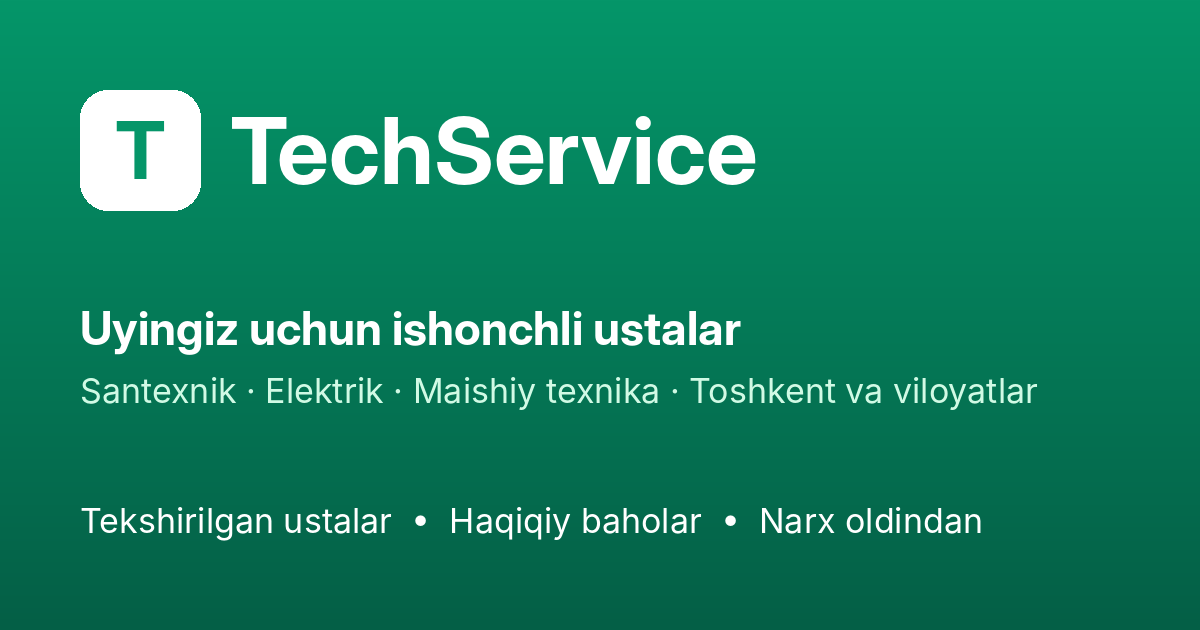 T TechService
Uyingiz uchun ishonchli ustalar
Santexnik · Elektrik · Maishiy texnika · Toshkent va viloyatlar
Tekshirilgan ustalar • Haqiqiy baholar • Narx oldindan